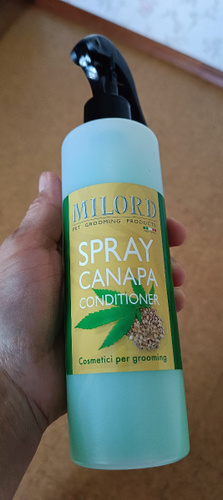 MILORD
PET GROOMING PRODUCTS
SPRAY
CANAPA
CONDITIONER
Cosmetici per grooming